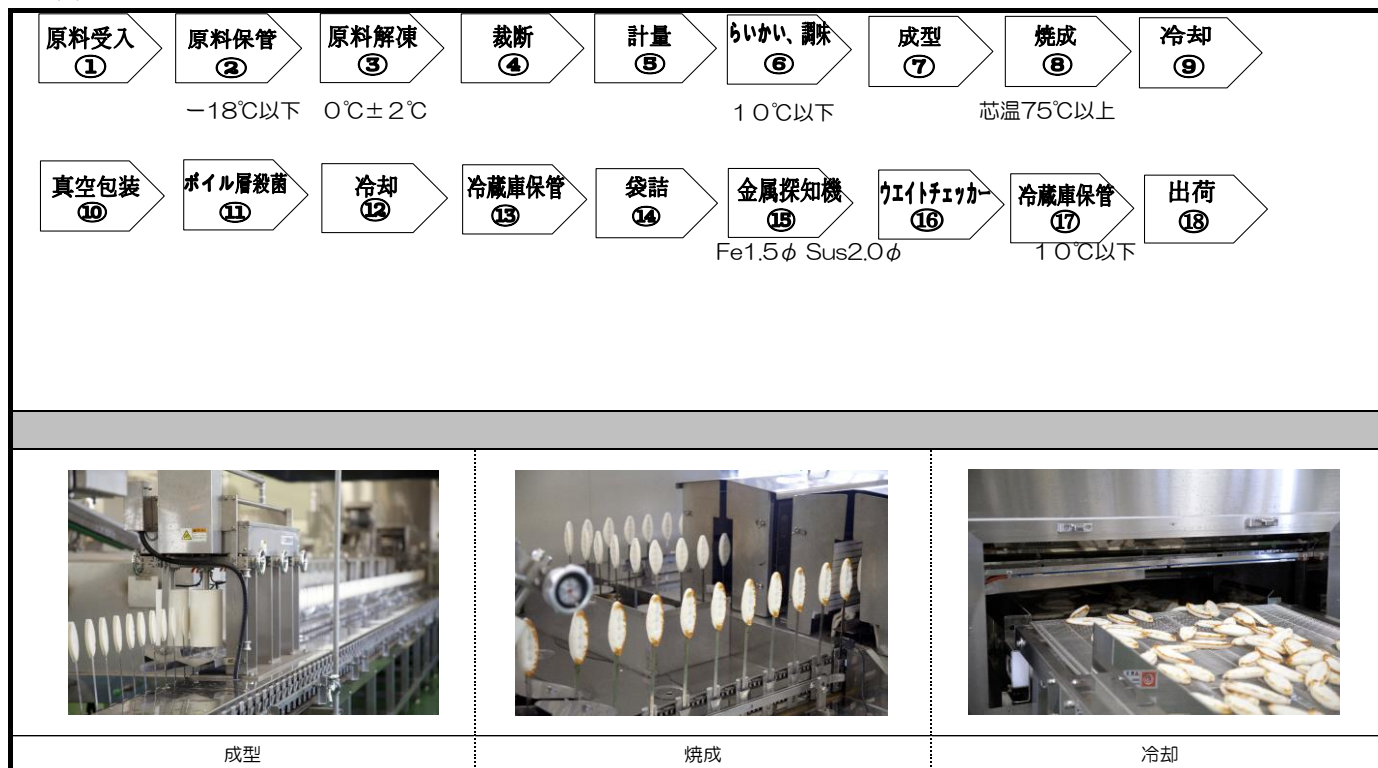 原料受入
①
原料保管
②
原料解凍
③
裁断
④
計量
⑤
らいかい、調味
⑥
成型
⑦
焼成
⑧
冷却
⑨
−18℃以下
0℃±2℃
10℃以下
芯温75℃以上
真空包装
⑩
ボイル層殺菌
⑪
冷却
⑫
冷蔵庫保管
⑬
袋詰
⑭
金属探知機
⑮
ウエイトチェッカー
⑯
冷蔵庫保管
⑰
出荷
⑱
Fe1.5φ Sus2.0φ
10℃以下
成型
焼成
冷却